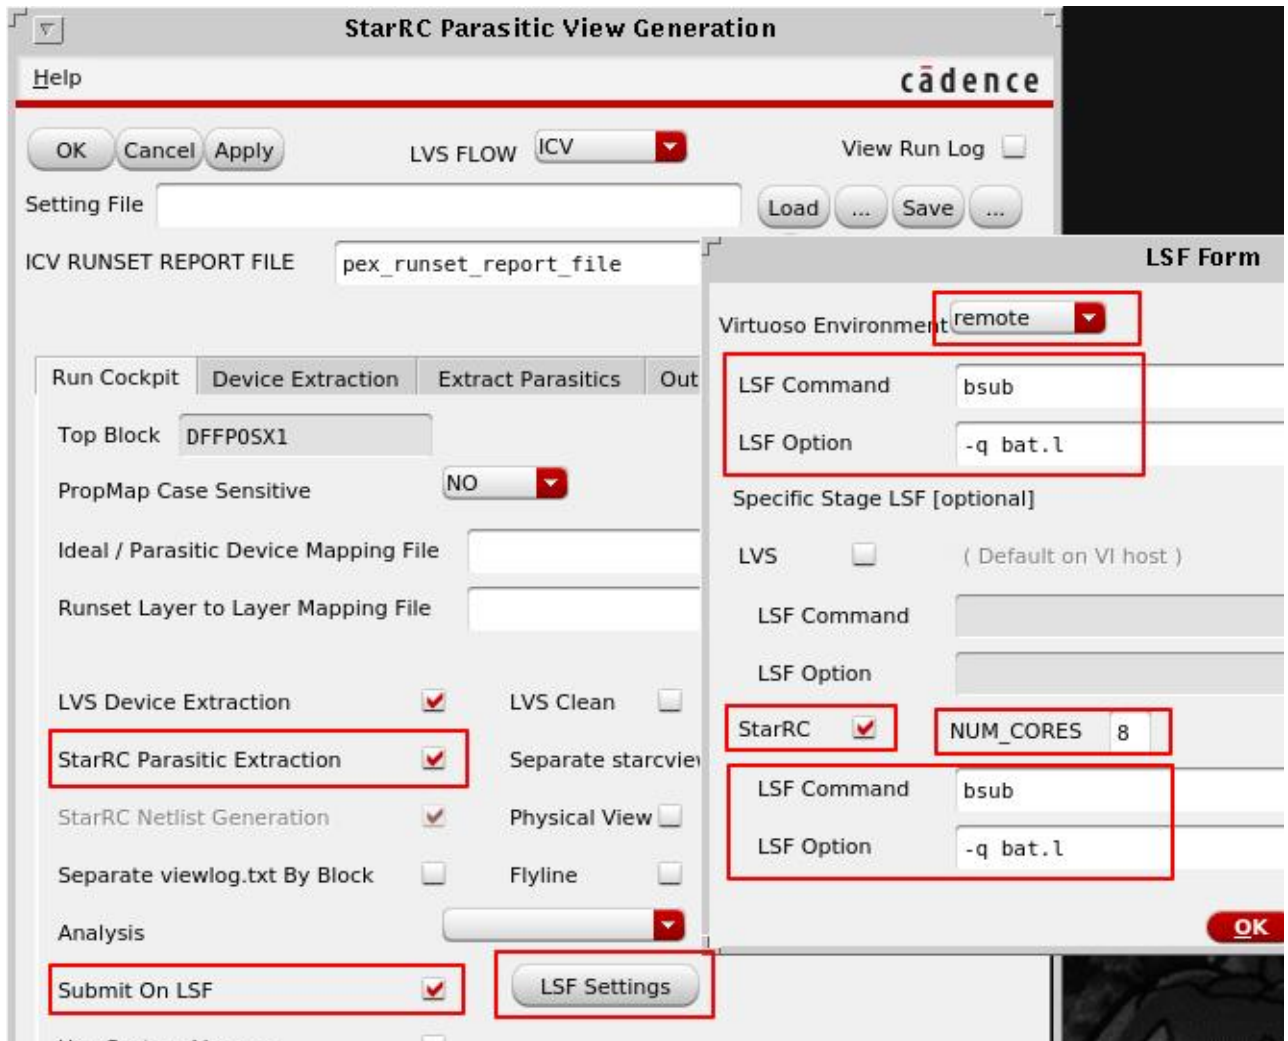 StarRC Parasitic View Generation
Help
cādence
OK Cancel Apply LVS FLOW ICV View Run Log
Setting File Load ... Save ...
ICV RUNSET REPORT FILE pex_runset_report_file
Run Cockpit Device Extraction Extract Parasitics Out
Top Block DFFPOSX1
PropMap Case Sensitive NO
Ideal / Parasitic Device Mapping File
Runset Layer to Layer Mapping File
LVS Device Extraction LVS Clean
StarRC Parasitic Extraction Separate starcview
StarRC Netlist Generation Physical View
Separate viewlog.txt By Block Flyline
Analysis
Submit On LSF LSF Settings
LSF Form
Virtuoso Environment remote
LSF Command bsub
LSF Option -q bat.l
Specific Stage LSF [optional]
LVS ( Default on VI host )
LSF Command
LSF Option
StarRC NUM_CORES 8
LSF Command bsub
LSF Option -q bat.l
OK